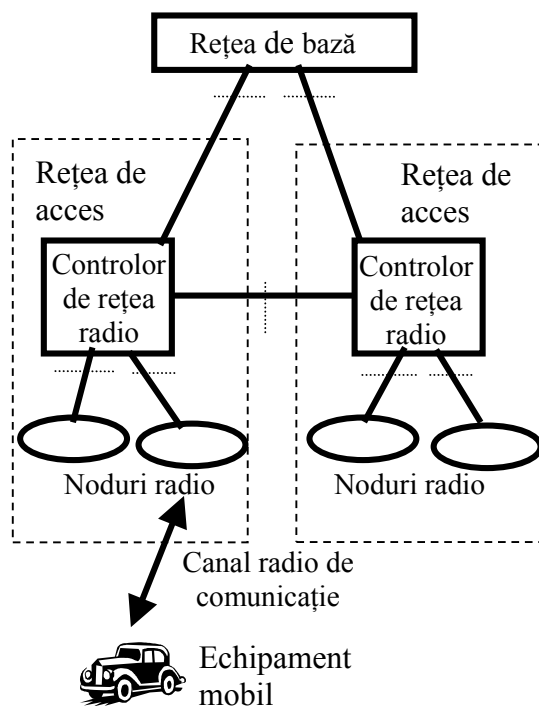 Rețea de bază
Rețea de
acces
Rețea de
acces
Controlor
de rețea
radio
Controlor
de rețea
radio
Noduri radio
Noduri radio
Canal radio de
comunicație
Echipament
mobil